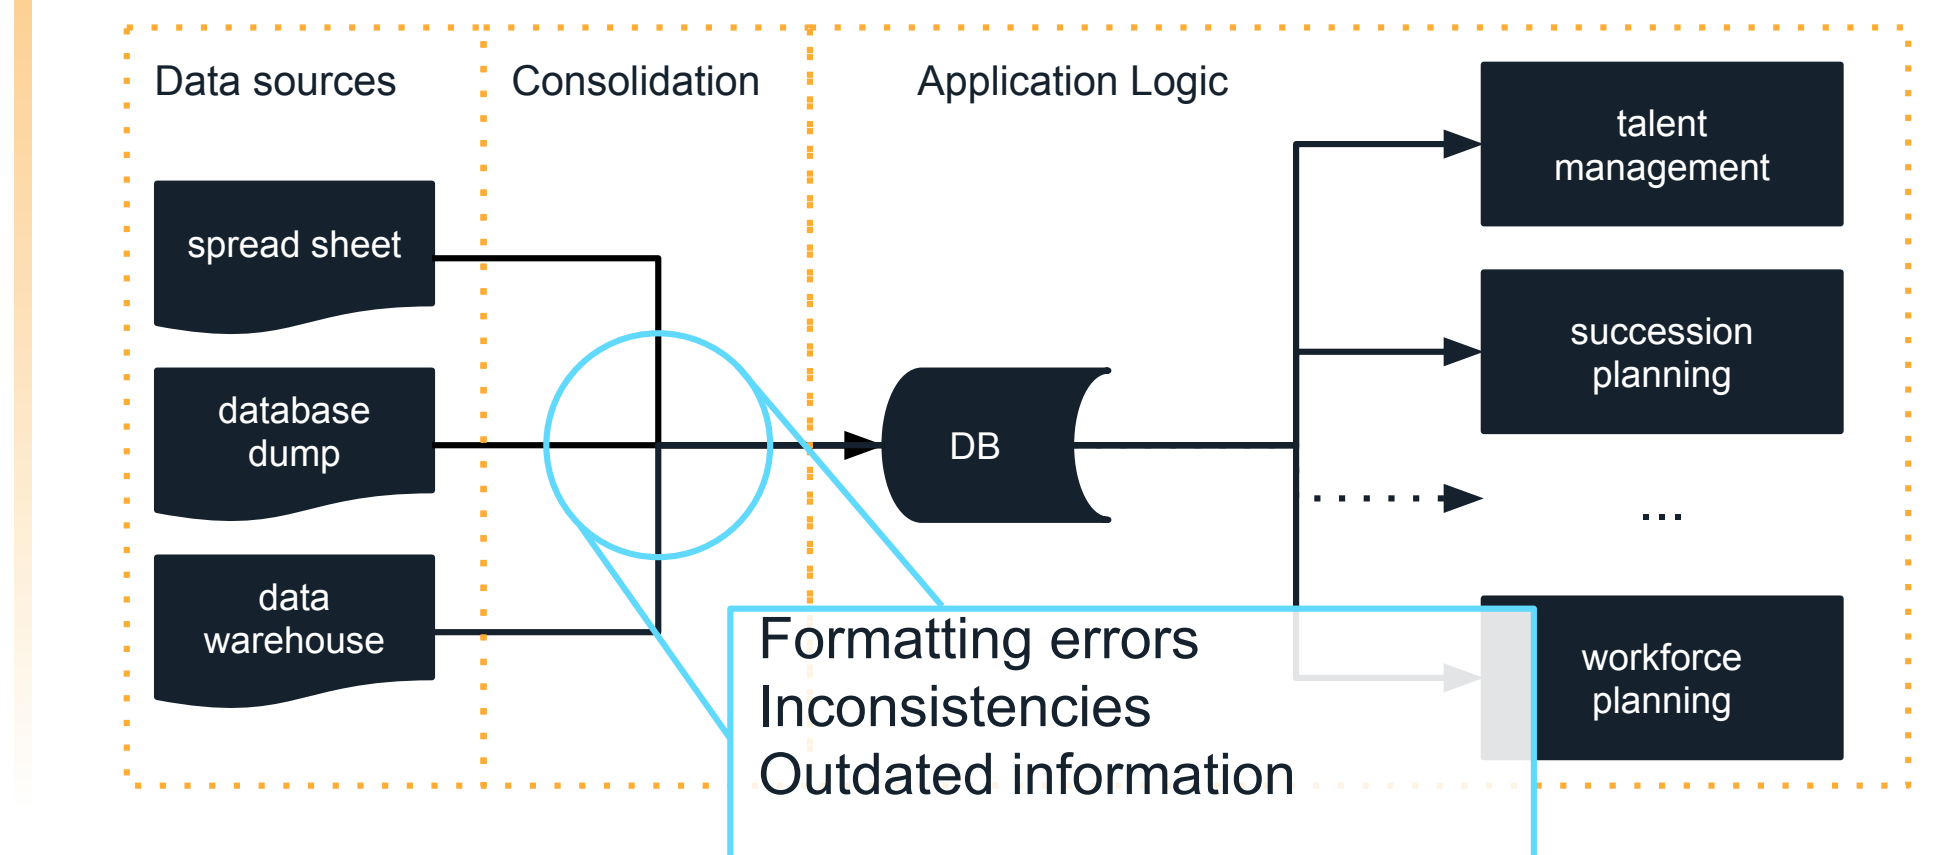 Data sources
Consolidation
Application Logic
spread sheet
database
dump
data
warehouse
DB
talent
management
succession
planning
...
workforce
planning
Formatting errors
Inconsistencies
Outdated information